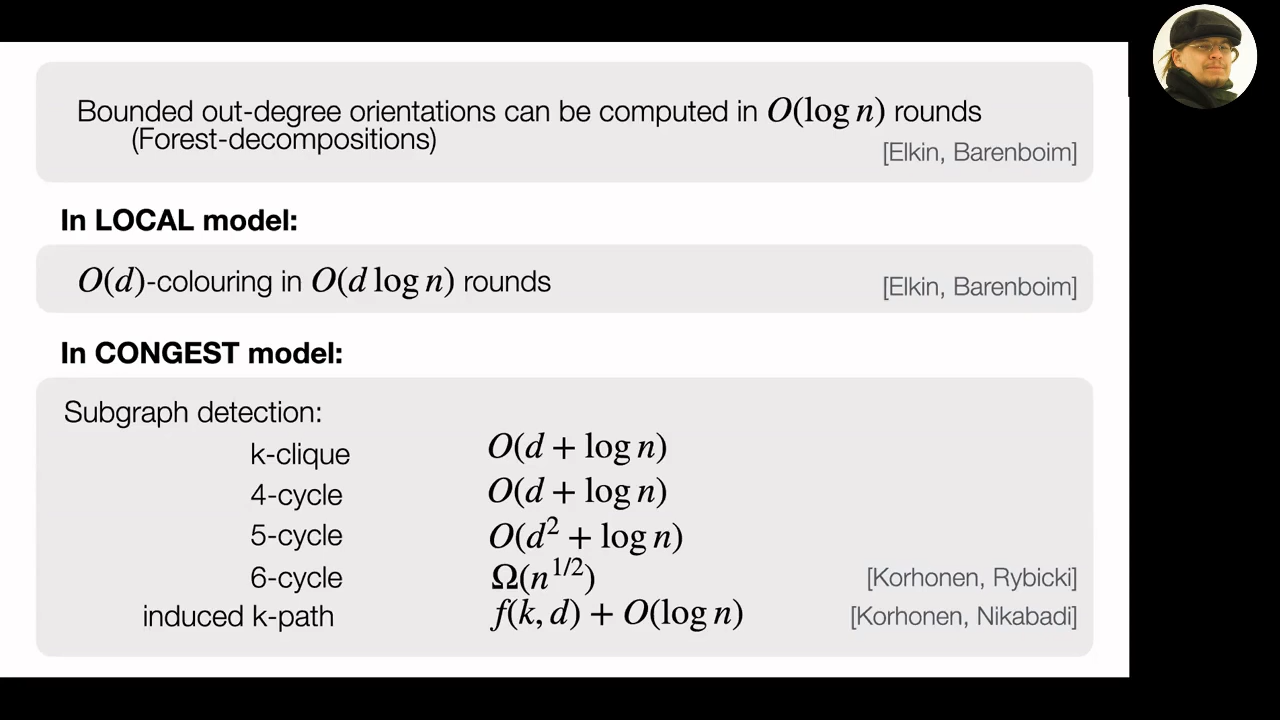 Bounded out-degree orientations can be computed in O(log n) rounds
(Forest-decompositions)
[Elkin, Barenboim]
In LOCAL model:
O(d)-colouring in O(d log n) rounds [Elkin, Barenboim]
In CONGEST model:
Subgraph detection:
k-clique O(d + log n)
4-cycle O(d + log n)
5-cycle O(d² + log n)
6-cycle Ω(n^{1/2}) [Korhonen, Rybicki]
induced k-path f(k, d) + O(log n) [Korhonen, Nikabadi]